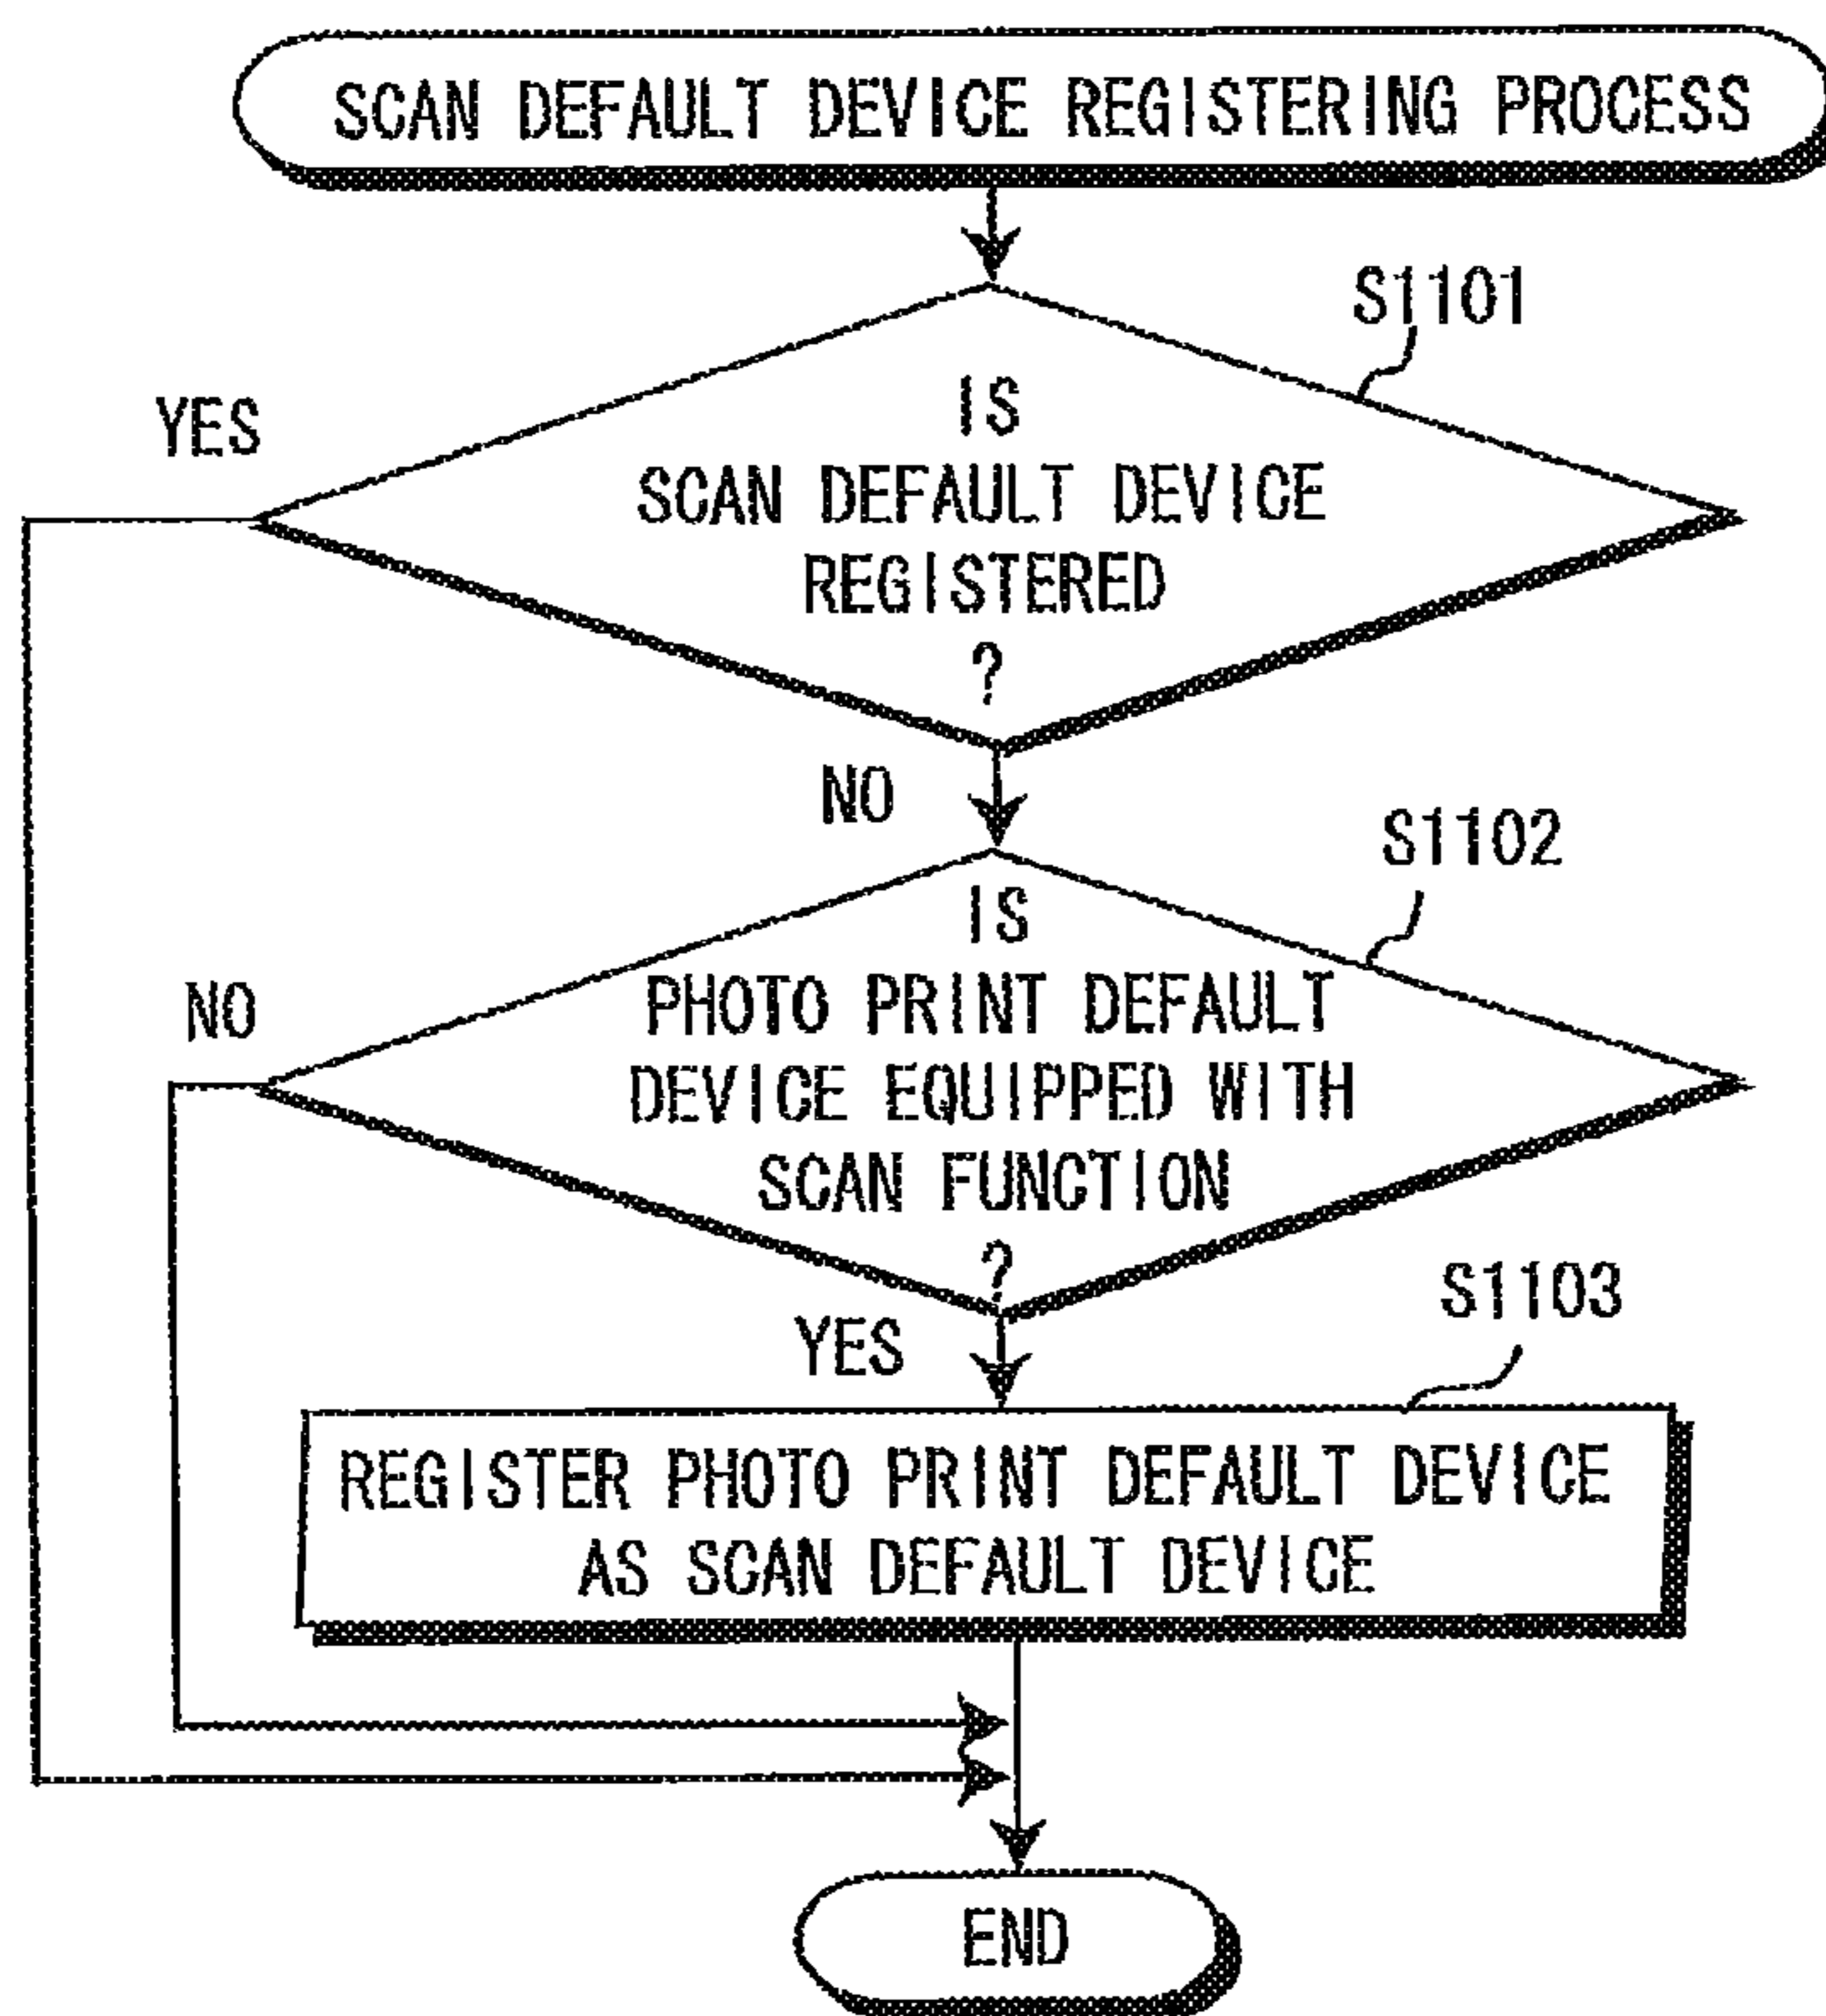 SCAN DEFAULT DEVICE REGISTERING PROCESS
S1101
YES
IS
SCAN DEFAULT DEVICE
REGISTERED
?
NO
S1102
IS
NO
PHOTO PRINT DEFAULT
DEVICE EQUIPPED WITH
SCAN FUNCTION
?
S1103
YES
REGISTER PHOTO PRINT DEFAULT DEVICE
AS SCAN DEFAULT DEVICE
END